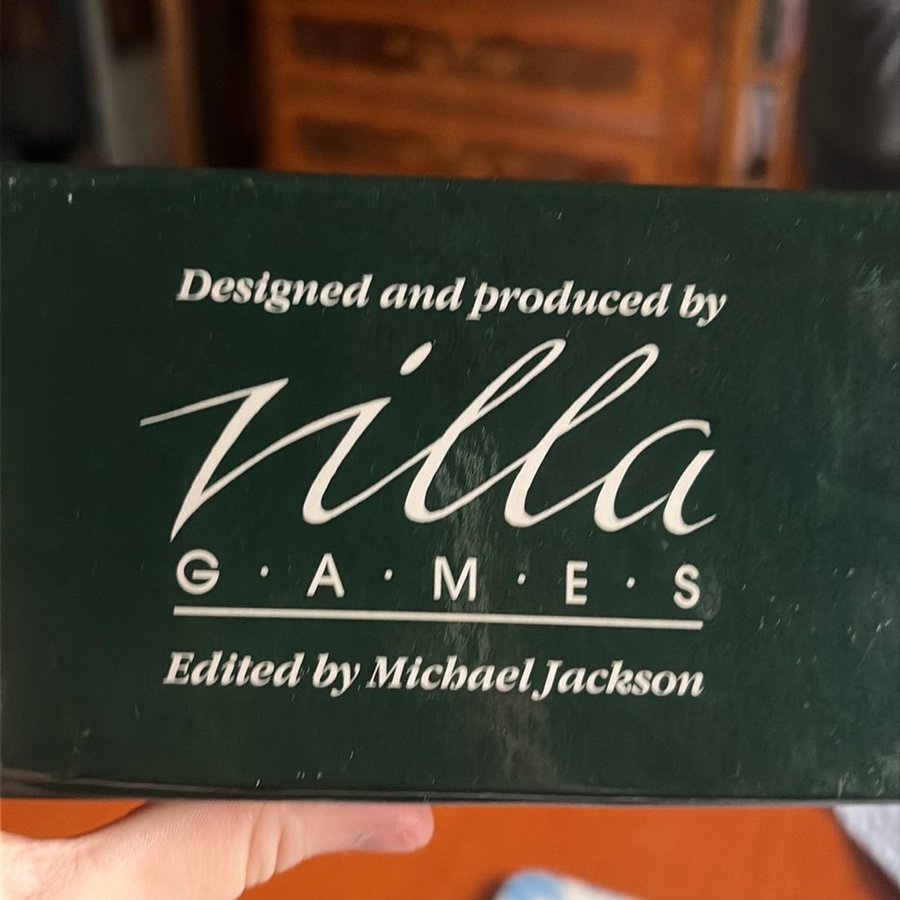 Designed and produced by
Villa
G·A·M·E·S
Edited by Michael Jackson